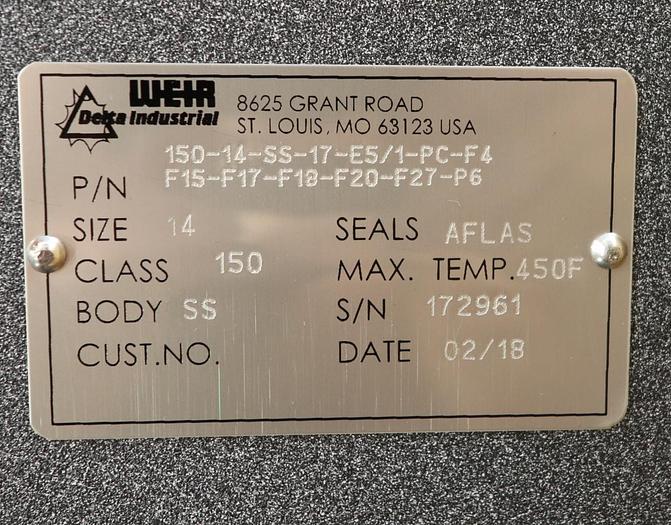 WEIR
Delta Industrial
8625 GRANT ROAD
ST. LOUIS, MO 63123 USA
P/N 150-14-SS-17-E5/1-PC-F4
F15-F17-F18-F20-F27-P6
SIZE 14 SEALS AFLAS
CLASS 150 MAX. TEMP. 450F
BODY SS S/N 172961
CUST.NO. DATE 02/18